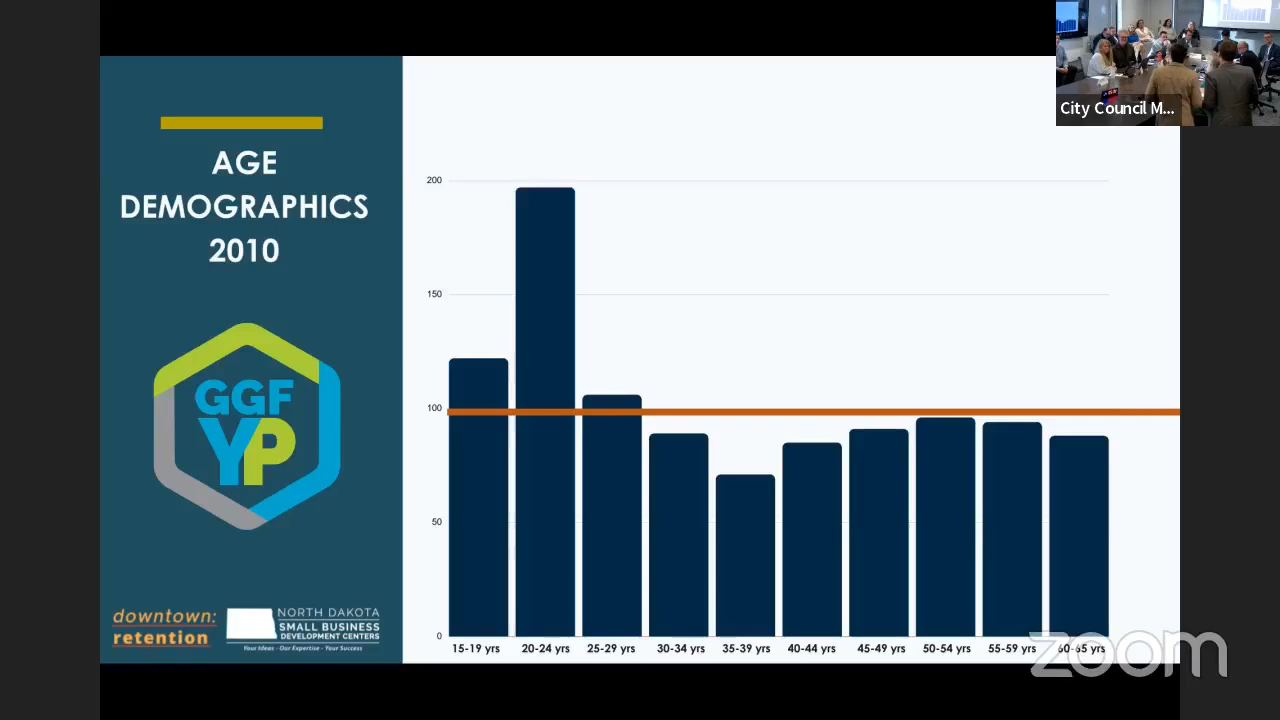 City Council M...
AGE
DEMOGRAPHICS
2010
GGF
YP
downtown:
retention
NORTH DAKOTA
SMALL BUSINESS
DEVELOPMENT CENTERS
Your Ideas - Our Expertise - Your Success
200
150
100
50
0
15-19 yrs 20-24 yrs 25-29 yrs 30-34 yrs 35-39 yrs 40-44 yrs 45-49 yrs 50-54 yrs 55-59 yrs 60-65 yrs
zoom